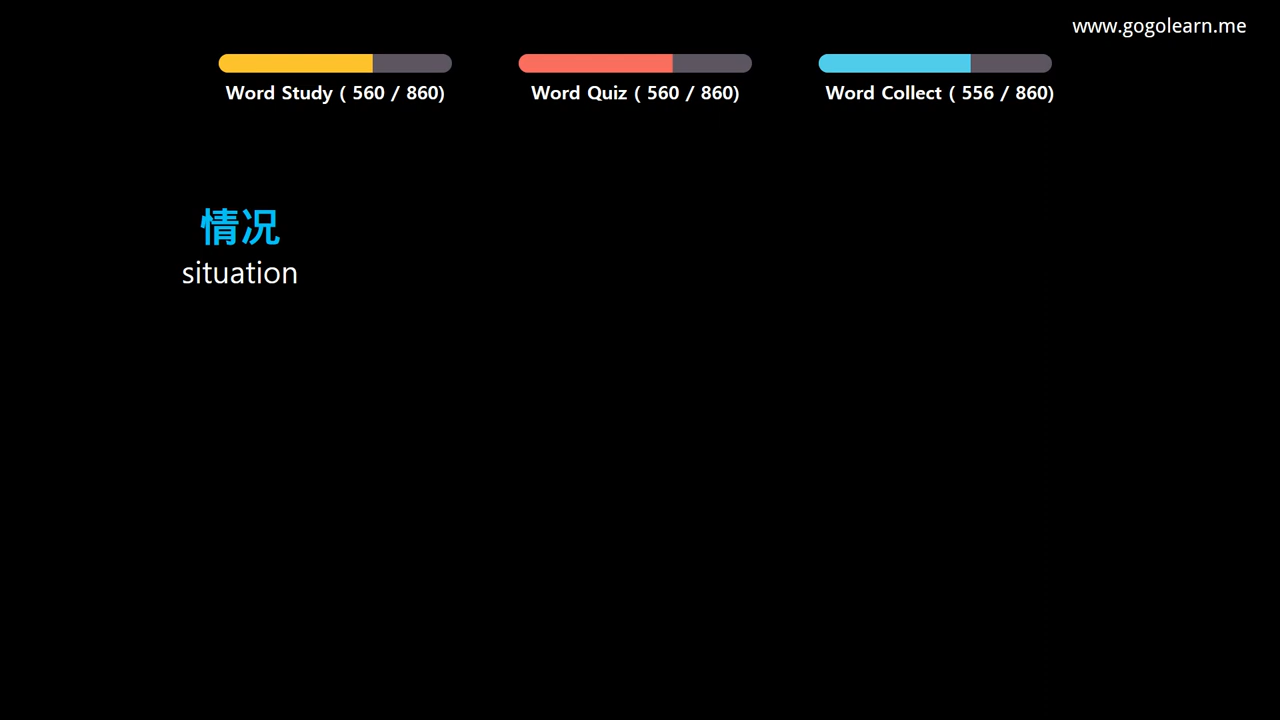 www.gogolearn.me
Word Study ( 560 / 860)
Word Quiz ( 560 / 860)
Word Collect ( 556 / 860)
情况
situation